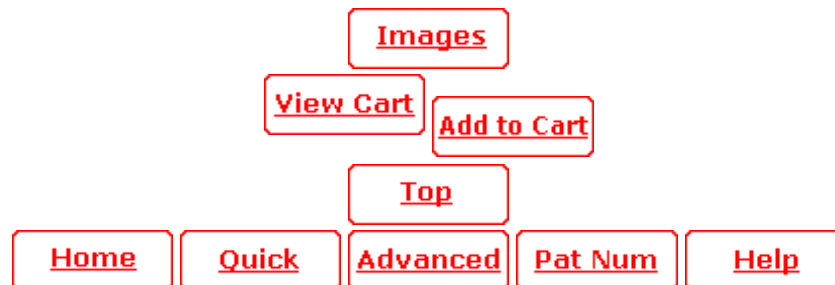 Images
View Cart
Add to Cart
Top
Home Quick Advanced Pat Num Help